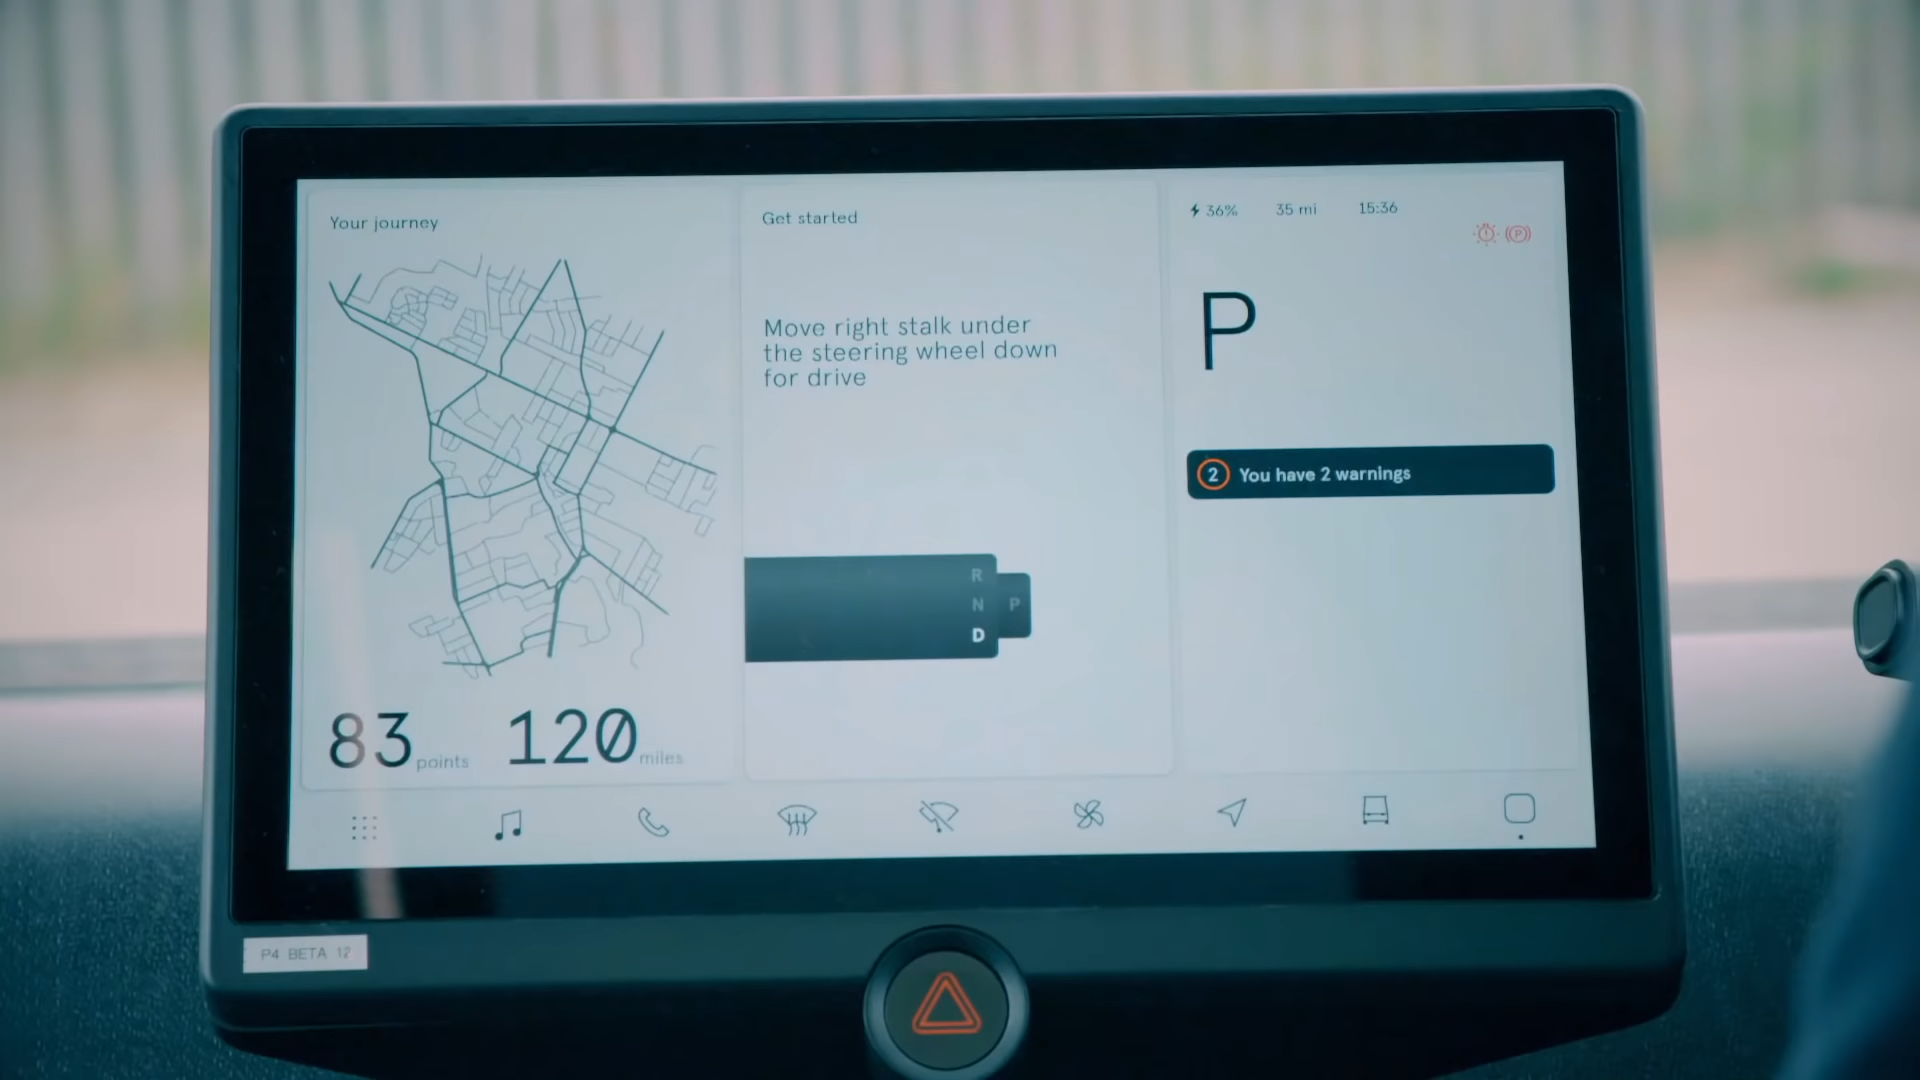 Your journey
83 points
120 miles
Get started
Move right stalk under
the steering wheel down
for drive
R
N
P
D
36%
35 mi
15:36
P
P
2
You have 2 warnings
P4 BETA 12